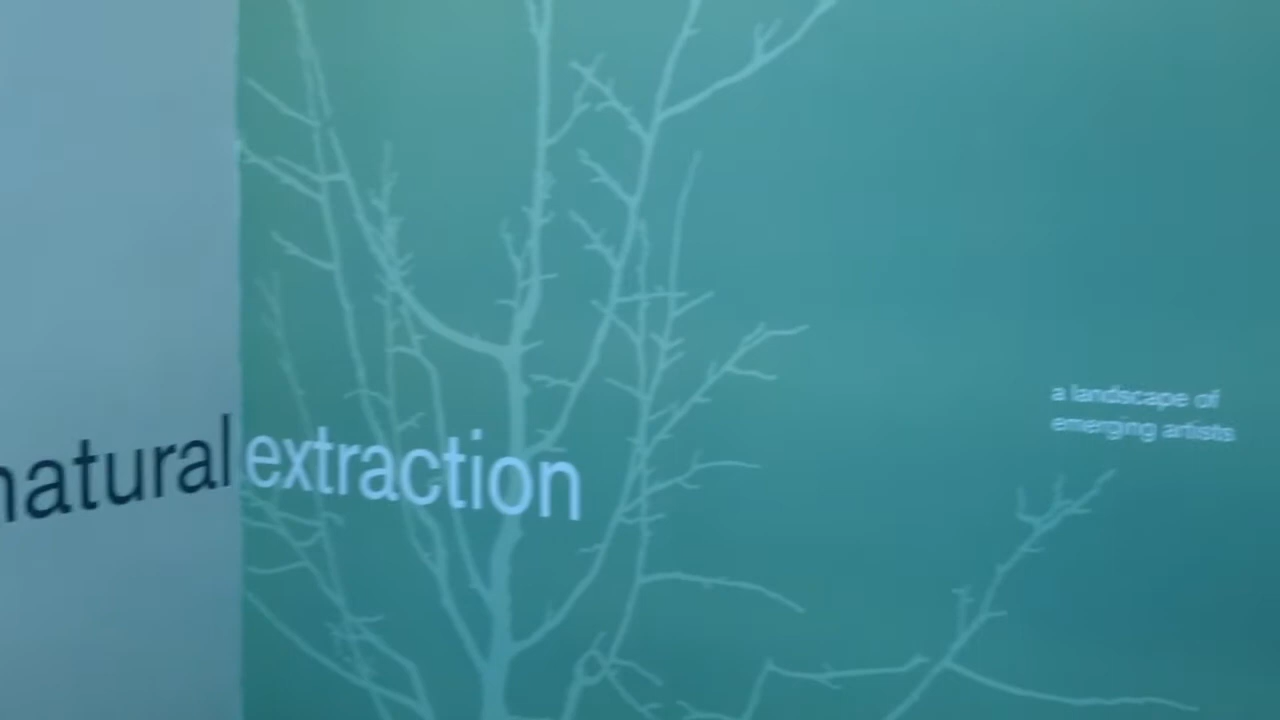 natural extraction
a landscape of
emerging artists